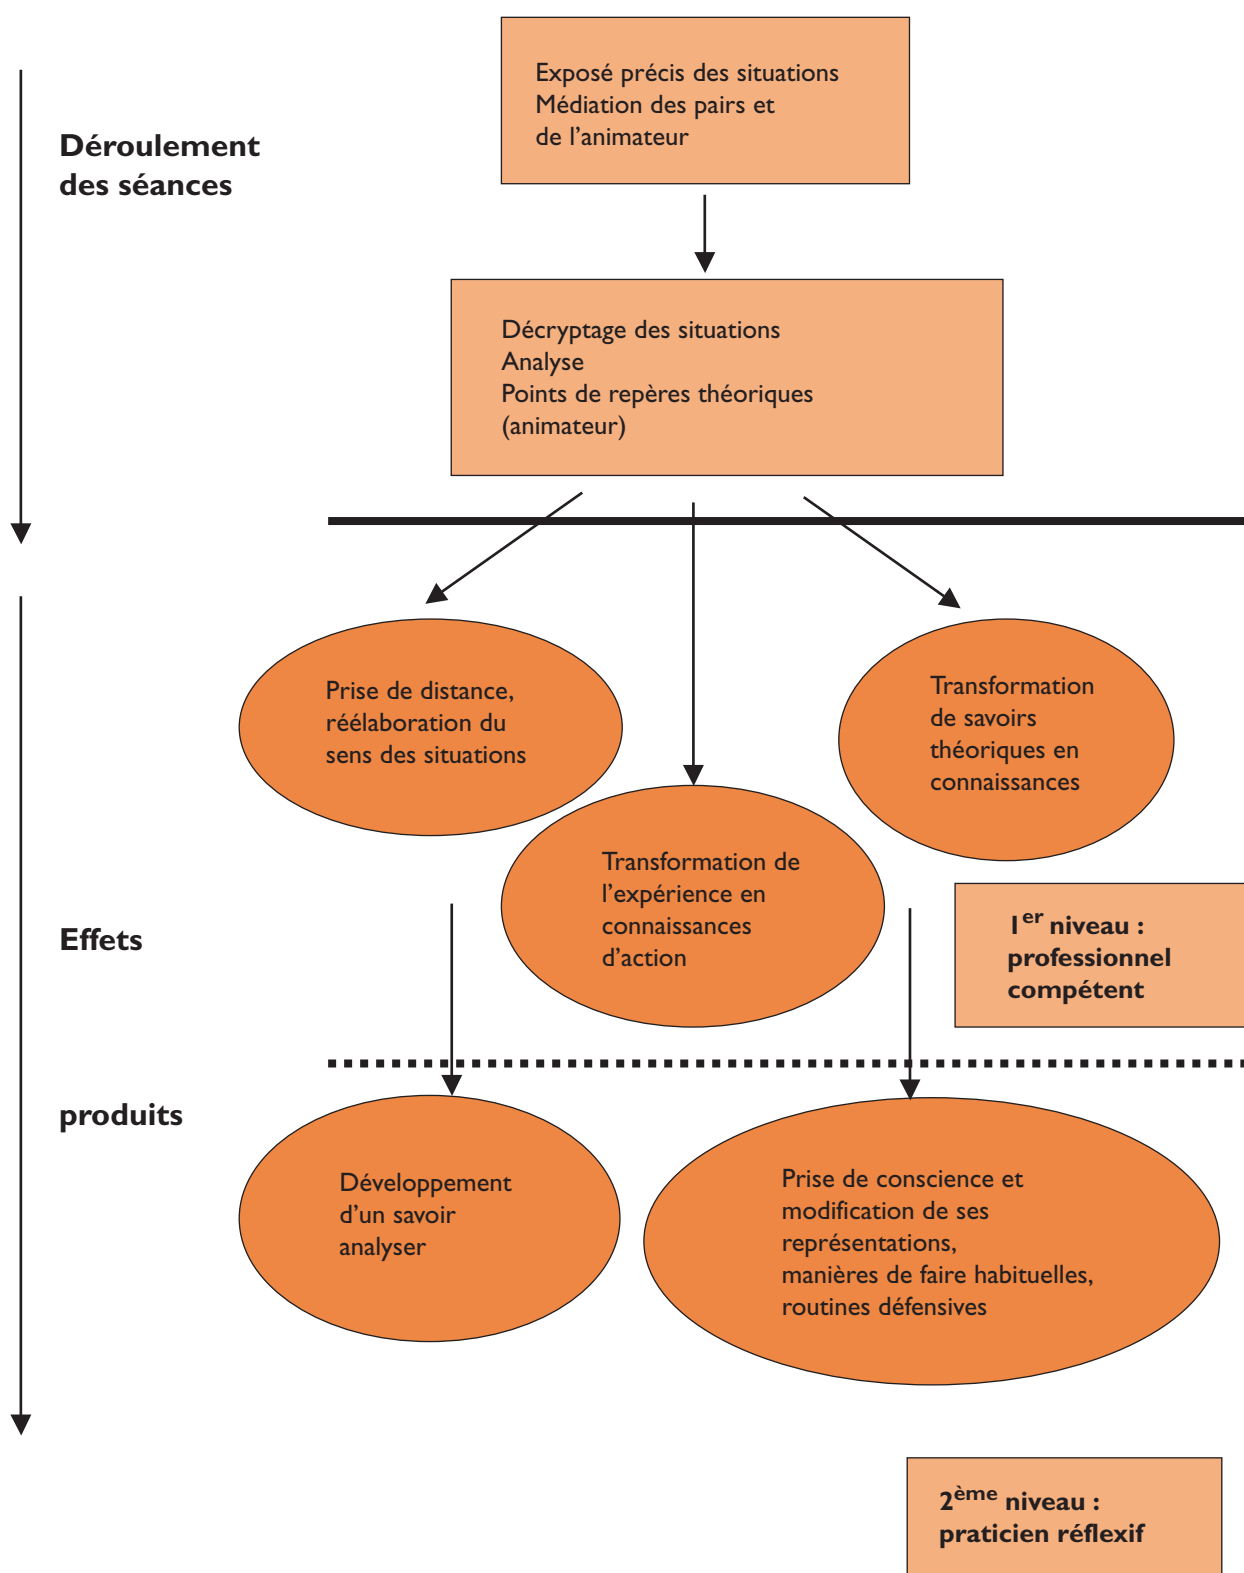 Exposé précis des situations
Médiation des pairs et
de l’animateur
Déroulement
des séances
Décryptage des situations
Analyse
Points de repères théoriques
(animateur)
Prise de distance,
réélaboration du
sens des situations
Transformation
de savoirs
théoriques en
connaissances
Transformation de
l’expérience en
connaissances
d’action
Effets
1er niveau :
professionnel
compétent
produits
Développement
d’un savoir
analyser
Prise de conscience et
modification de ses
représentations,
manières de faire habituelles,
routines défensives
2ème niveau :
praticien réflexif